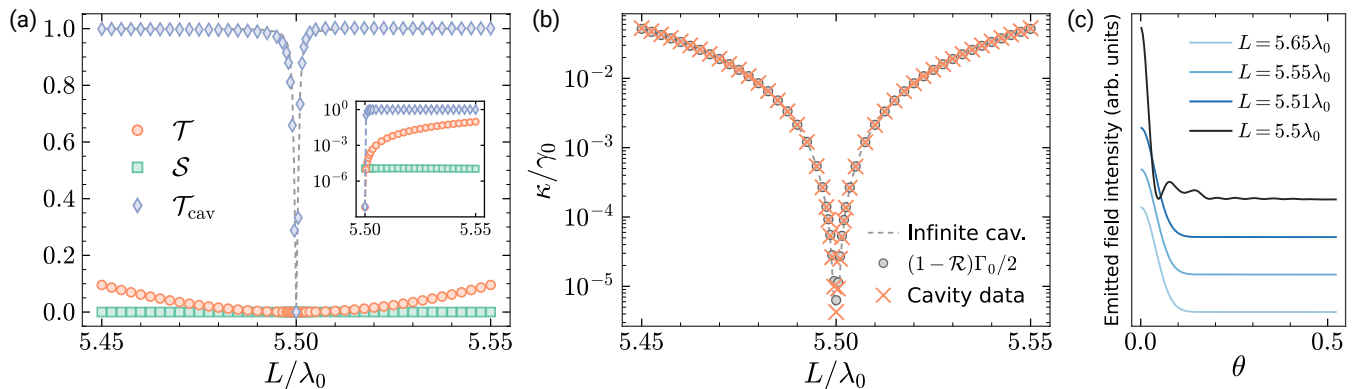 (a)
1.0
0.8
0.6
0.4
0.2
0.0
𝒯
𝒮
𝒯cav
10⁰
10⁻³
10⁻⁶
5.50 5.55
5.45 5.50 5.55
L/λ₀
(b)
κ/γ₀
10⁻²
10⁻³
10⁻⁴
10⁻⁵
Infinite cav.
(1 − ℛ)Γ₀/2
Cavity data
5.45 5.50 5.55
L/λ₀
(c)
Emitted field intensity (arb. units)
L = 5.65λ₀
L = 5.55λ₀
L = 5.51λ₀
L = 5.5λ₀
0.0 0.5
θ